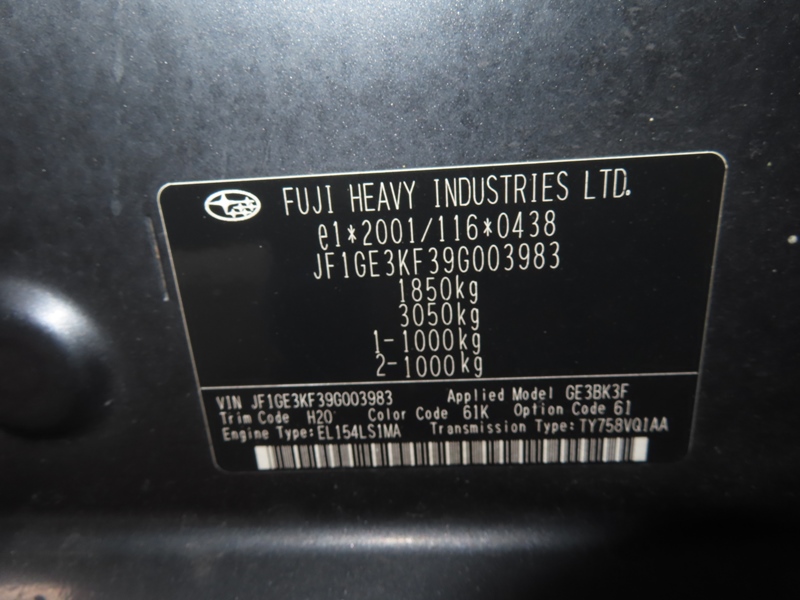 FUJI HEAVY INDUSTRIES LTD.
e1*2001/116*0438
JF1GE3KF39G003983
1850kg
3050kg
1-1000kg
2-1000kg
VIN JF1GE3KF39G003983 Applied Model GE3BK3F
Trim Code H20 Color Code 61K Option Code 61
Engine Type:EL154LS1MA Transmission Type:TY758VQ1AA